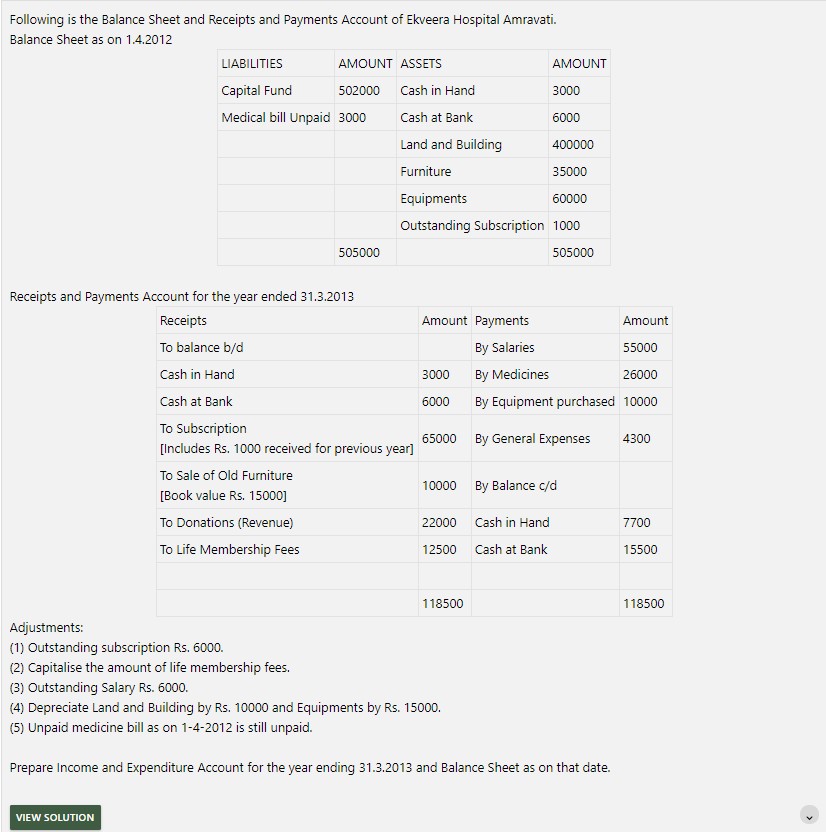 Following is the Balance Sheet and Receipts and Payments Account of Ekveera Hospital Amravati.
Balance Sheet as on 1.4.2012
LIABILITIES AMOUNT ASSETS AMOUNT
Capital Fund 502000 Cash in Hand 3000
Medical bill Unpaid 3000 Cash at Bank 6000
Land and Building 400000
Furniture 35000
Equipments 60000
Outstanding Subscription 1000
505000 505000
Receipts and Payments Account for the year ended 31.3.2013
Receipts Amount Payments Amount
To balance b/d By Salaries 55000
Cash in Hand 3000 By Medicines 26000
Cash at Bank 6000 By Equipment purchased 10000
To Subscription
[Includes Rs. 1000 received for previous year] 65000 By General Expenses 4300
To Sale of Old Furniture
[Book value Rs. 15000] 10000 By Balance c/d
To Donations (Revenue) 22000 Cash in Hand 7700
To Life Membership Fees 12500 Cash at Bank 15500
118500 118500
Adjustments:
(1) Outstanding subscription Rs. 6000.
(2) Capitalise the amount of life membership fees.
(3) Outstanding Salary Rs. 6000.
(4) Depreciate Land and Building by Rs. 10000 and Equipments by Rs. 15000.
(5) Unpaid medicine bill as on 1-4-2012 is still unpaid.
Prepare Income and Expenditure Account for the year ending 31.3.2013 and Balance Sheet as on that date.
VIEW SOLUTION